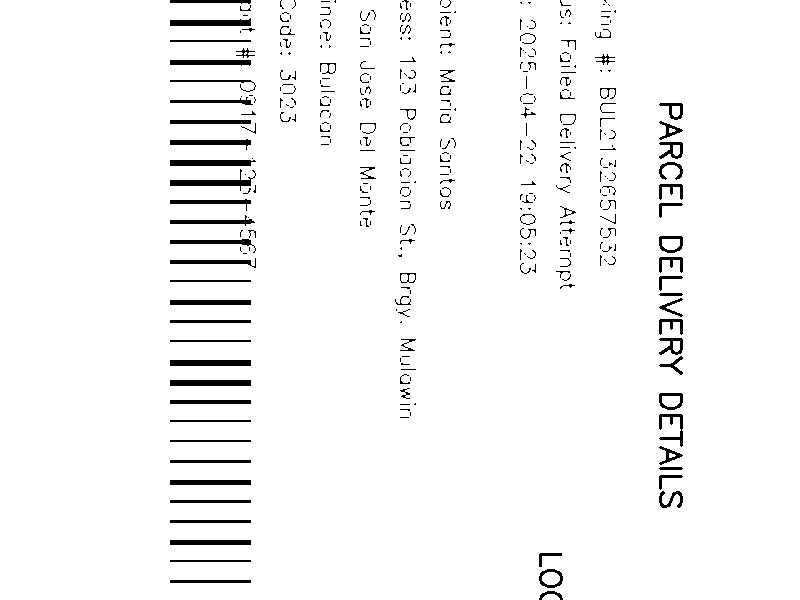 PARCEL DELIVERY DETAILS
king #: BUL2132657532
us: Failed Delivery Attempt
: 2025-04-22 19:05:23
LOC
pient: Maria Santos
ess: 123 Poblacion St., Brgy. Mulawin
San Jose Del Monte
ince: Bulacan
Code: 3023
act #: 0917-123-4567